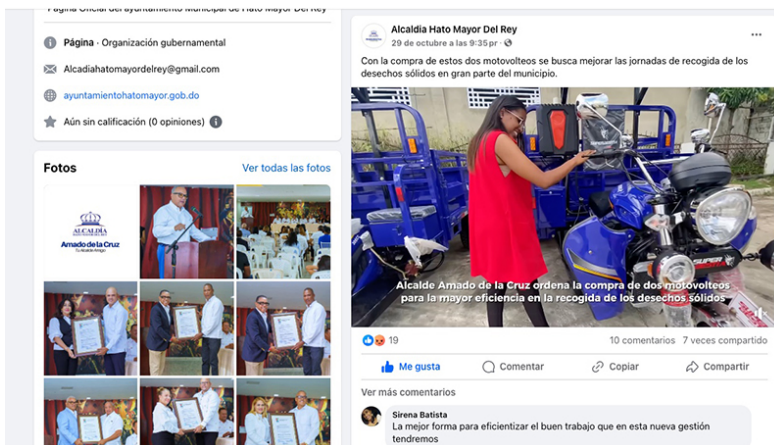 Página Oficial del ayuntamiento Municipal de Hato Mayor Del Rey
Página · Organización gubernamental
Alcadiahatomayordelrey@gmail.com
ayuntamientohatomayor.gob.do
Aún sin calificación (0 opiniones)
Fotos
Ver todas las fotos
ALCALDÍA
Amado de la Cruz
Alcaldia Hato Mayor Del Rey
29 de octubre a las 9:35 pr ·
Con la compra de estos dos motovolteos se busca mejorar las jornadas de recogida de los
desechos sólidos en gran parte del municipio.
SUPER
Alcalde Amado de la Cruz ordena la compra de dos motovolteos
para la mayor eficiencia en la recogida de los desechos sólidos
19
10 comentarios 7 veces compartido
Me gusta
Comentar
Copiar
Compartir
Ver más comentarios
Sirena Batista
La mejor forma para eficientizar el buen trabajo que en esta nueva gestión
tendremos